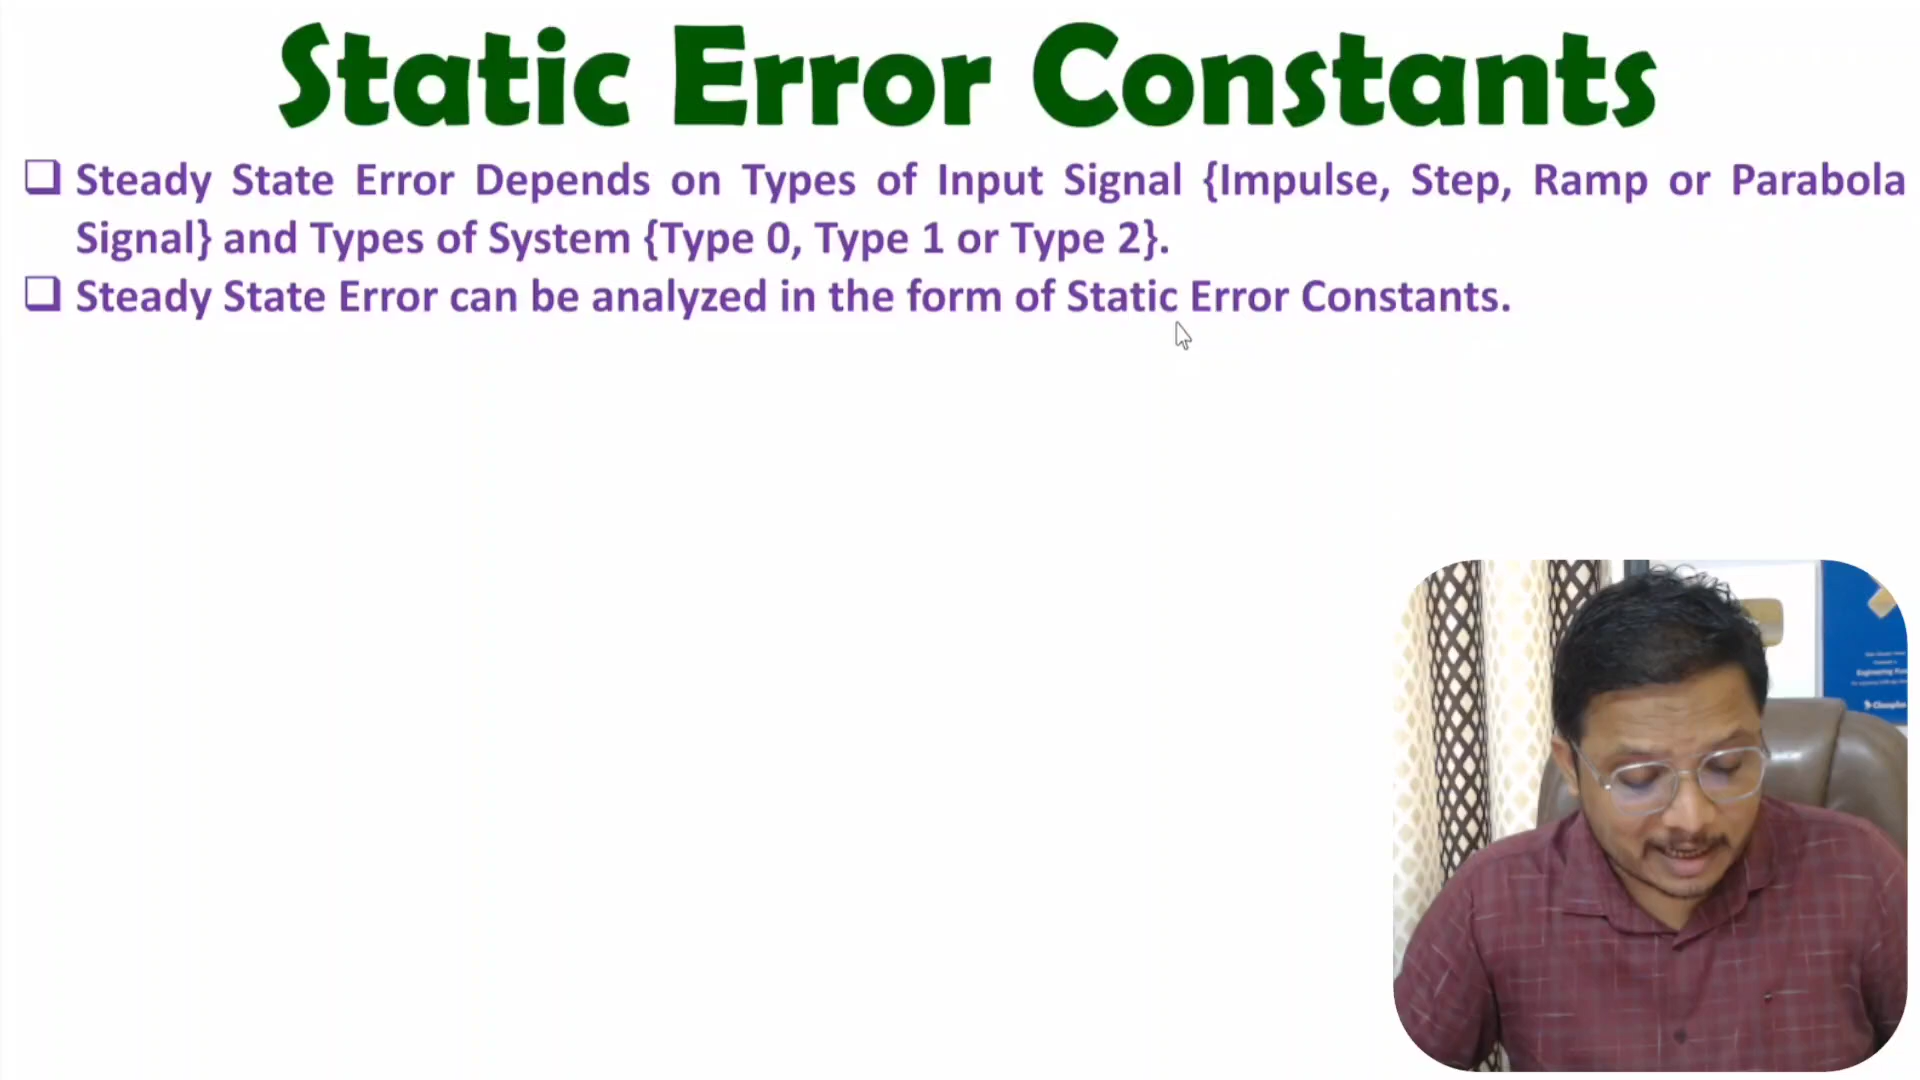 Static Error Constants
Steady State Error Depends on Types of Input Signal {Impulse, Step, Ramp or Parabola
Signal} and Types of System {Type 0, Type 1 or Type 2}.
Steady State Error can be analyzed in the form of Static Error Constants.